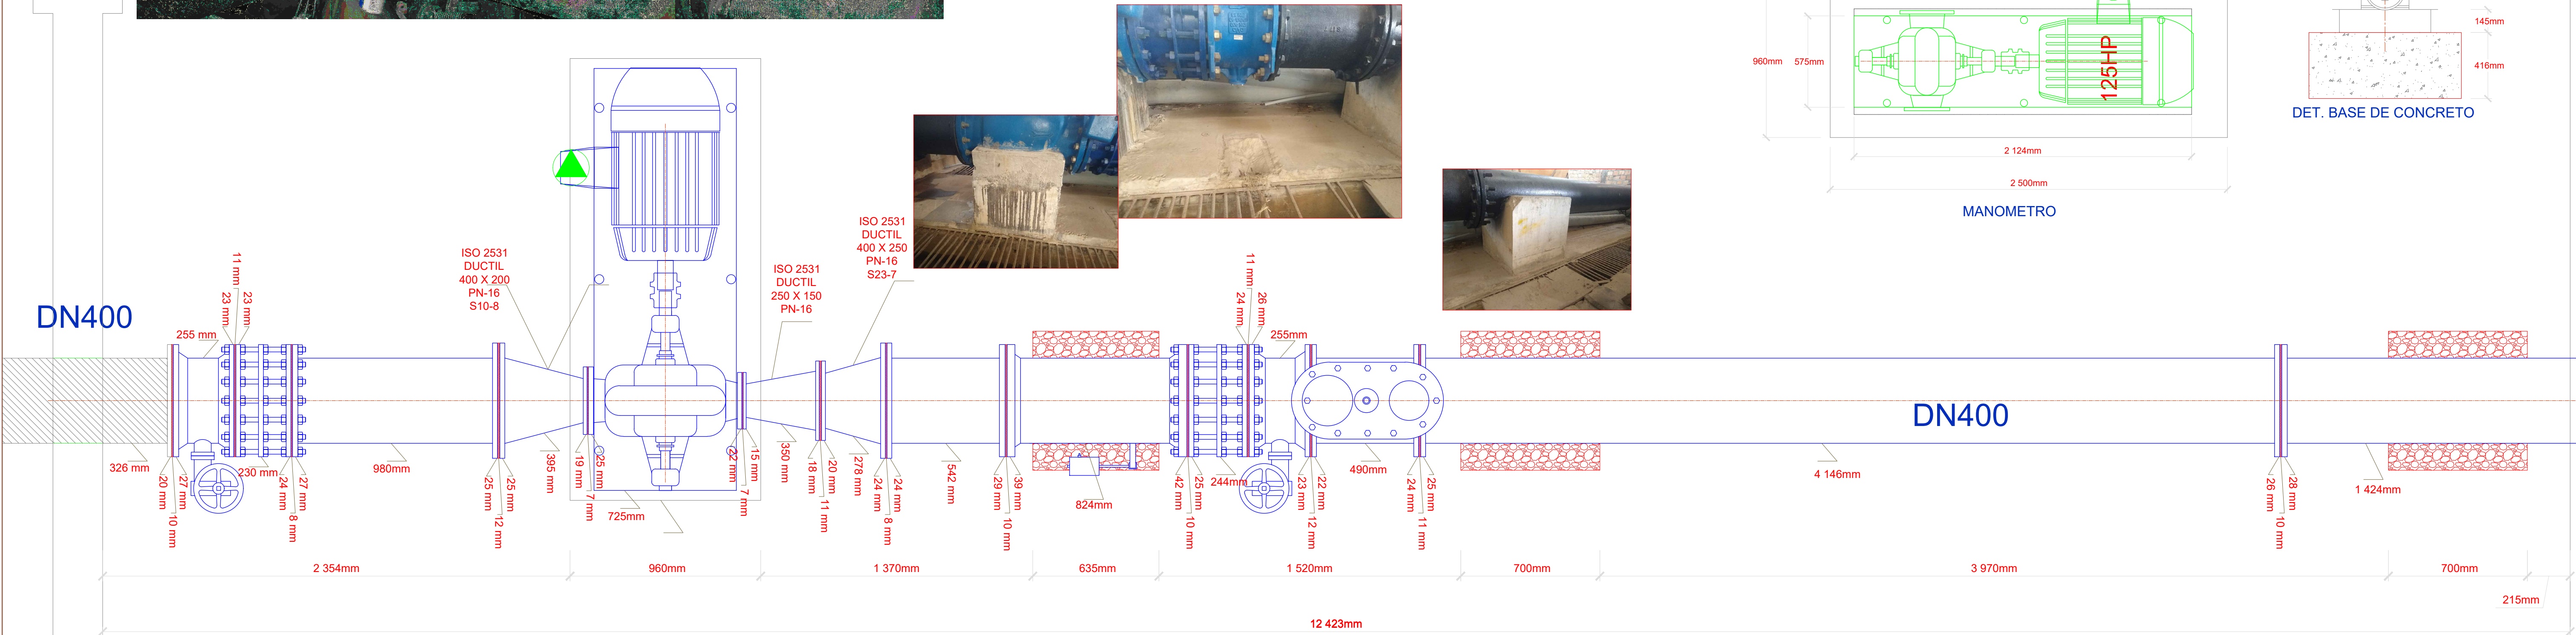 145mm
125HP
960mm
575mm
416mm
DET. BASE DE CONCRETO
2 124mm
2 500mm
MANOMETRO
ISO 2531
DUCTIL
400 X 250
PN-16
S23-7
ISO 2531
DUCTIL
400 X 200
PN-16
S10-8
ISO 2531
DUCTIL
250 X 150
PN-16
DN400
255 mm
23 mm
11 mm
23 mm
24 mm
11 mm
26 mm
255mm
DN400
326 mm
20 mm
10 mm
27 mm
230 mm
24 mm
8 mm
27 mm
980mm
25 mm
12 mm
25 mm
395 mm
19 mm
7 mm
25 mm
725mm
22 mm
7 mm
15 mm
350 mm
18 mm
11 mm
20 mm
278 mm
24 mm
8 mm
24 mm
542 mm
29 mm
10 mm
39 mm
824mm
42 mm
10 mm
25 mm
244mm
23 mm
12 mm
22 mm
490mm
24 mm
11 mm
25 mm
4 146mm
26 mm
10 mm
28 mm
1 424mm
2 354mm
960mm
1 370mm
635mm
1 520mm
700mm
3 970mm
700mm
215mm
12 423mm